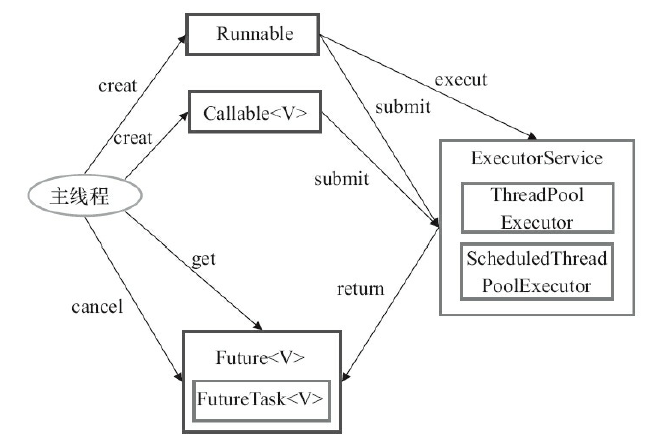 Runnable
execut
creat
submit
Callable<V>
creat
ExecutorService
submit
ThreadPool
Executor
主线程
get
ScheduledThread
PoolExecutor
return
cancel
Future<V>
FutureTask<V>